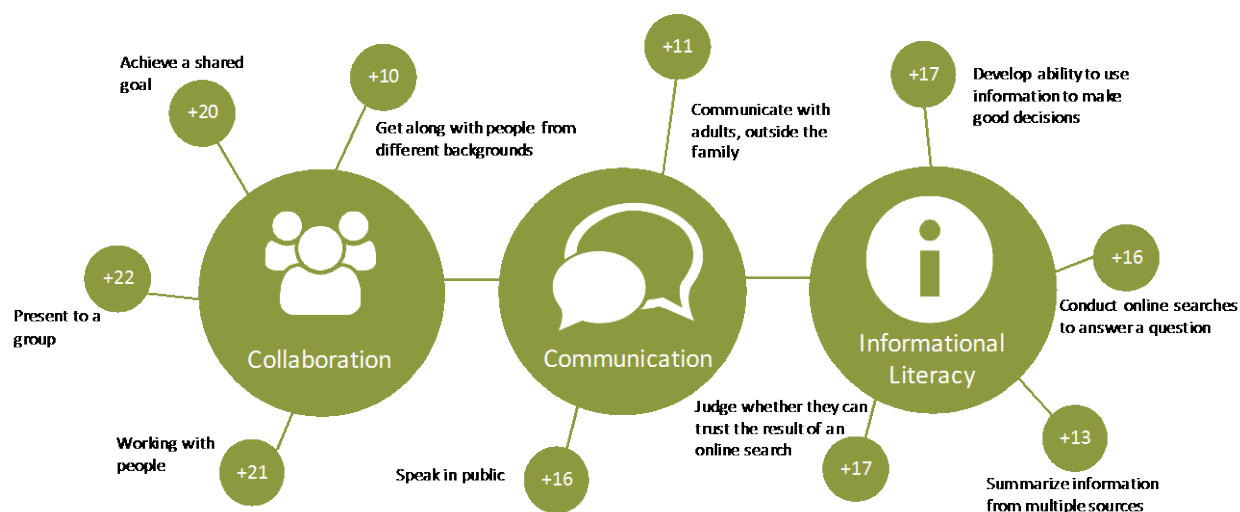 Achieve a shared
goal
+20
+10
Get along with people from
different backgrounds
+22
Present to a
group
Collaboration
Working with
people
+21
+11
Communicate with
adults, outside the
family
Communication
Speak in public
+16
+17
Develop ability to use
information to make
good decisions
+16
Conduct online searches
to answer a question
Informational
Literacy
Judge whether they can
trust the result of an
online search
+17
+13
Summarize information
from multiple sources